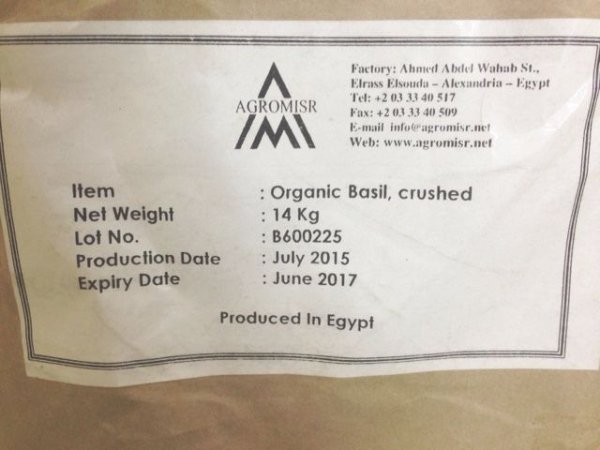 AGROMISR
Factory: Ahmed Abdel Wahab St.,
Elrass Elsouda – Alexandria – Egypt
Tel: +2 03 33 40 517
Fax: +2 03 33 40 509
E-mail info@agromisr.net
Web: www.agromisr.net
Item : Organic Basil, crushed
Net Weight : 14 Kg
Lot No. : B600225
Production Date : July 2015
Expiry Date : June 2017
Produced In Egypt